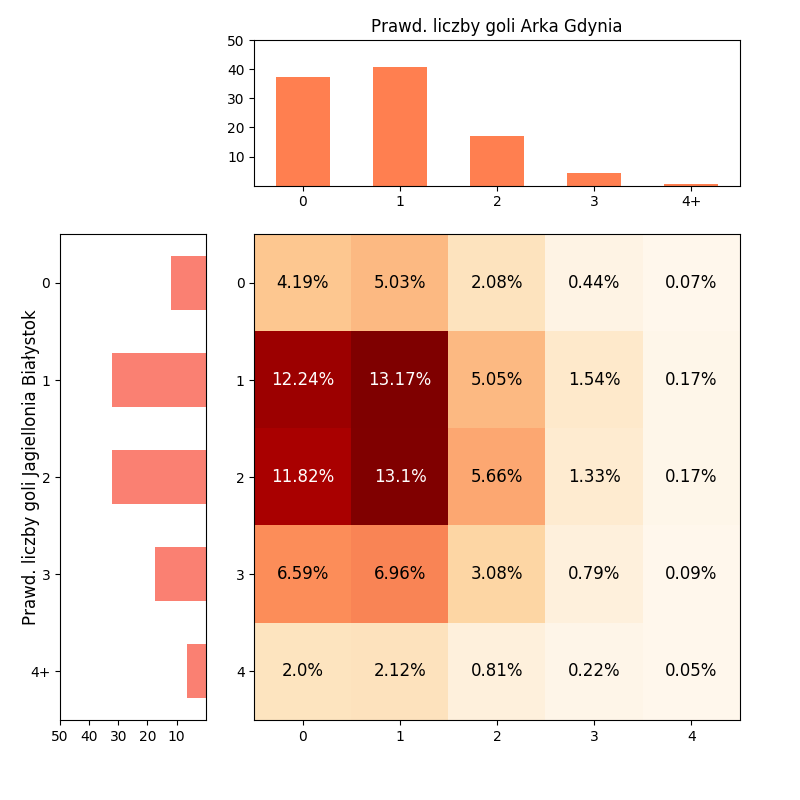 Prawd. liczby goli Arka Gdynia
50
40
30
20
10
0 1 2 3 4+
Prawd. liczby goli Jagiellonia Białystok
0
1
2
3
4+
50 40 30 20 10
0 4.19% 5.03% 2.08% 0.44% 0.07%
1 12.24% 13.17% 5.05% 1.54% 0.17%
2 11.82% 13.1% 5.66% 1.33% 0.17%
3 6.59% 6.96% 3.08% 0.79% 0.09%
4 2.0% 2.12% 0.81% 0.22% 0.05%
0 1 2 3 4